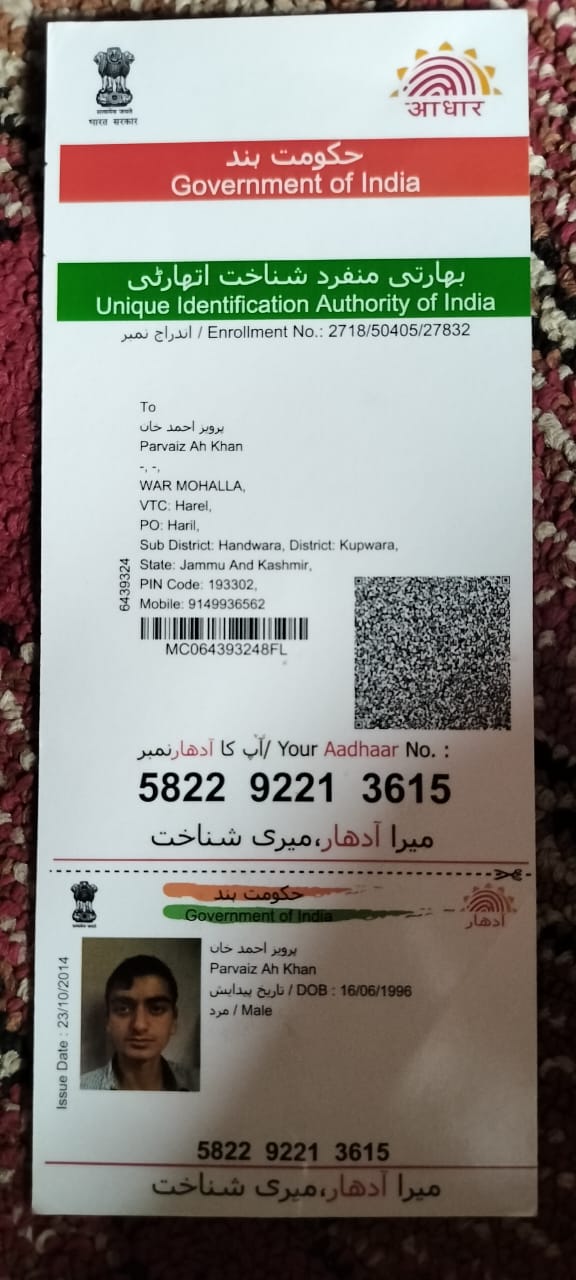 सत्यमेव जयते
भारत सरकार
आधार
حکومت ہند
Government of India
بھارتی منفرد شناخت اتھارٹی
Unique Identification Authority of India
اندراج نمبر / Enrollment No.: 2718/50405/27832
To
پرویز احمد خان
Parvaiz Ah Khan
-, -,
WAR MOHALLA,
VTC: Harel,
PO: Haril,
Sub District: Handwara, District: Kupwara,
State: Jammu And Kashmir,
PIN Code: 193302,
Mobile: 9149936562
6439324
MC064393248FL
آپ کا آدھارنمبر/ Your Aadhaar No. :
5822 9221 3615
میرا آدھار،میری شناخت
حکومت ہند
Government of India
آدھار
Issue Date : 23/10/2014
پرویز احمد خان
Parvaiz Ah Khan
تاریخ پیدایش / DOB : 16/06/1996
مرد / Male
5822 9221 3615
میرا آدھار،میری شناخت